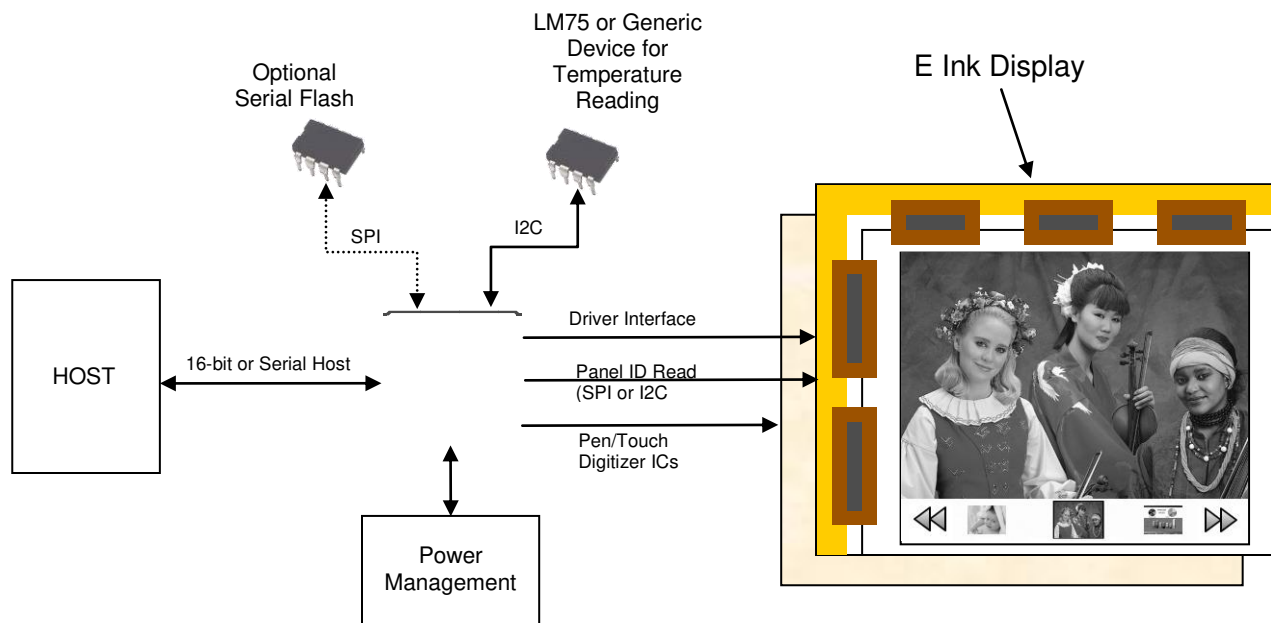 LM75 or Generic
Device for
Temperature
Reading
Optional
Serial Flash
E Ink Display
SPI
I2C
HOST
16-bit or Serial Host
Driver Interface
Panel ID Read
(SPI or I2C
Pen/Touch
Digitizer ICs
Power
Management